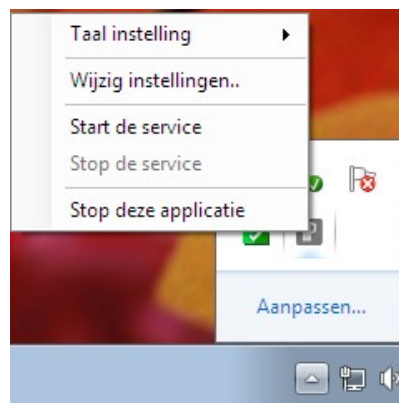 Taal instelling
Wijzig instellingen..
Start de service
Stop de service
Stop deze applicatie
Aanpassen...